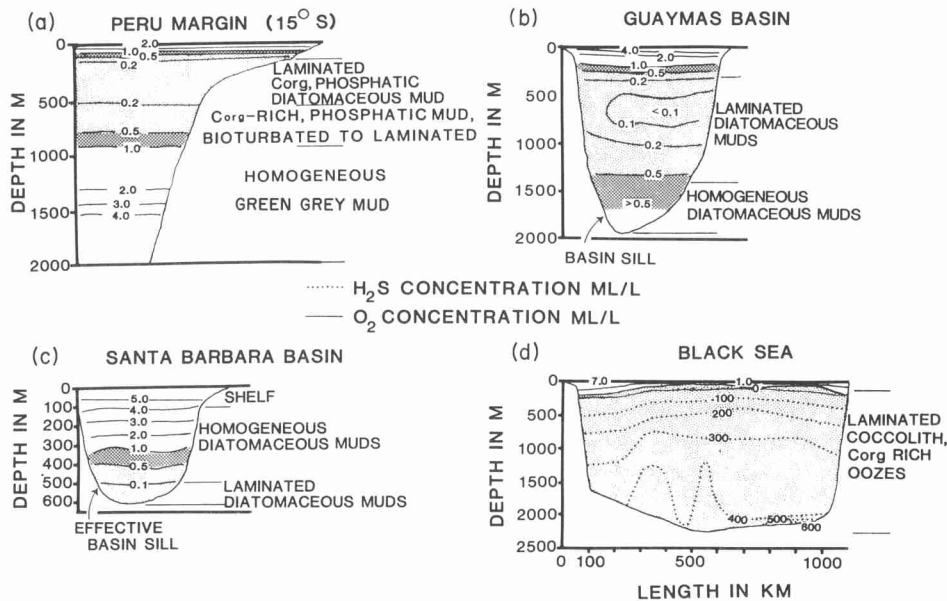 (a) PERU MARGIN (15° S)
0
500
1000
1500
2000
DEPTH IN M
2.0
1.0
0.5
0.2
0.2
0.5
1.0
2.0
3.0
4.0
LAMINATED
Corg, PHOSPHATIC
DIATOMACEOUS MUD
Corg-RICH, PHOSPHATIC MUD,
BIOTURBATED TO LAMINATED
HOMOGENEOUS
GREEN GREY MUD
(b) GUAYMAS BASIN
0
500
1000
1500
2000
DEPTH IN M
4.0
2.0
1.0
0.5
0.2
<0.1
0.1
0.2
0.5
>0.5
LAMINATED
DIATOMACEOUS
MUDS
HOMOGENEOUS
DIATOMACEOUS MUDS
BASIN SILL
H2S CONCENTRATION ML/L
O2 CONCENTRATION ML/L
(c) SANTA BARBARA BASIN
0
100
200
300
400
500
600
DEPTH IN M
5.0
4.0
3.0
2.0
1.0
0.5
0.1
SHELF
HOMOGENEOUS
DIATOMACEOUS MUDS
LAMINATED
DIATOMACEOUS MUDS
EFFECTIVE
BASIN SILL
(d) BLACK SEA
0
500
1000
1500
2000
2500
DEPTH IN M
7.0
1.0
0
100
200
300
400
500
600
LAMINATED
COCCOLITH,
Corg RICH
OOZES
0 100 500 1000
LENGTH IN KM